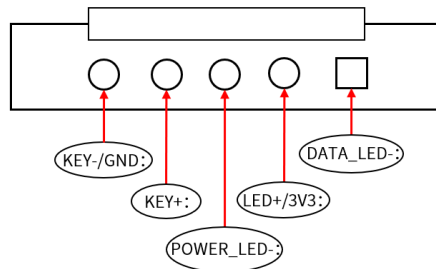 KEY-/GND:
KEY+:
POWER_LED-:
LED+/3V3:
DATA_LED-: